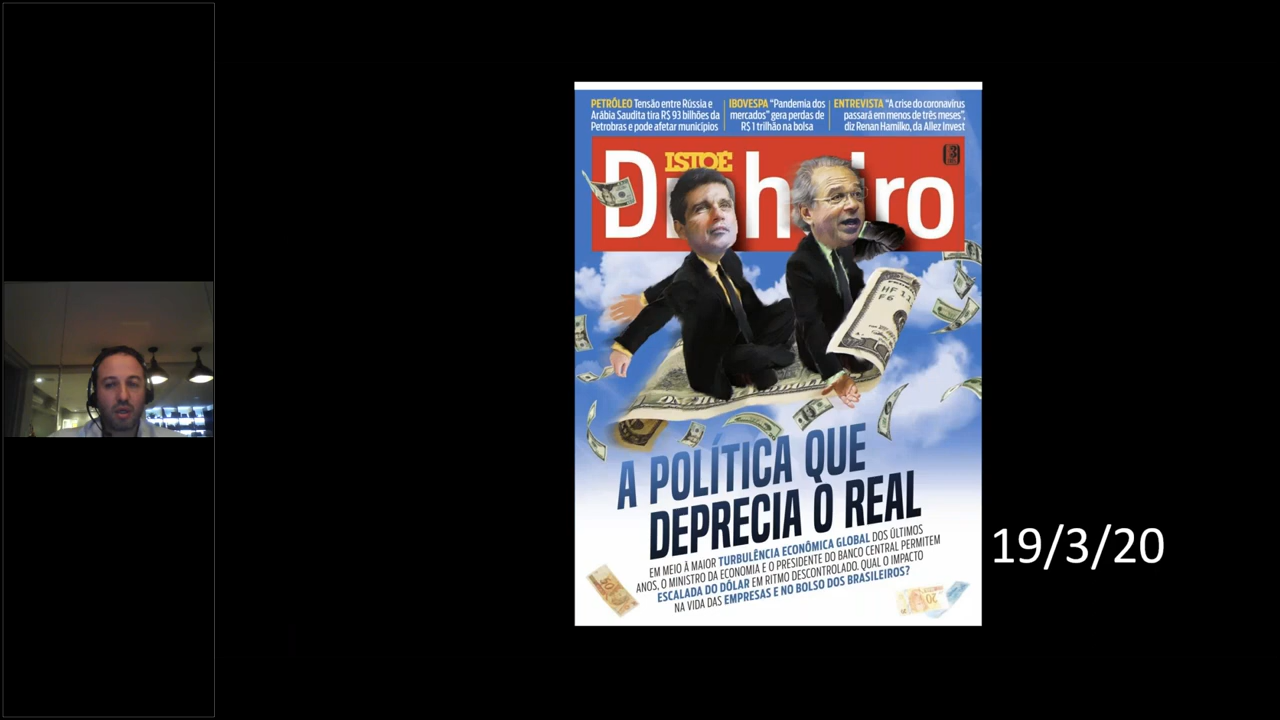 PETRÓLEO Tensão entre Rússia e
Arábia Saudita tira R$ 93 bilhões da
Petrobras e pode afetar municípios
IBOVESPA “Pandemia dos
mercados” gera perdas de
R$ 1 trilhão na bolsa
ENTREVISTA “A crise do coronavírus
passará em menos de três meses”,
diz Renan Hamilko, da Allez Invest
ISTOÉ
Dinheiro
HF 11
F6
A POLÍTICA QUE
DEPRECIA O REAL
EM MEIO À MAIOR TURBULÊNCIA ECONÔMICA GLOBAL DOS ÚLTIMOS
ANOS, O MINISTRO DA ECONOMIA E O PRESIDENTE DO BANCO CENTRAL PERMITEM
ESCALADA DO DÓLAR EM RITMO DESCONTROLADO. QUAL O IMPACTO
NA VIDA DAS EMPRESAS E NO BOLSO DOS BRASILEIROS?
19/3/20